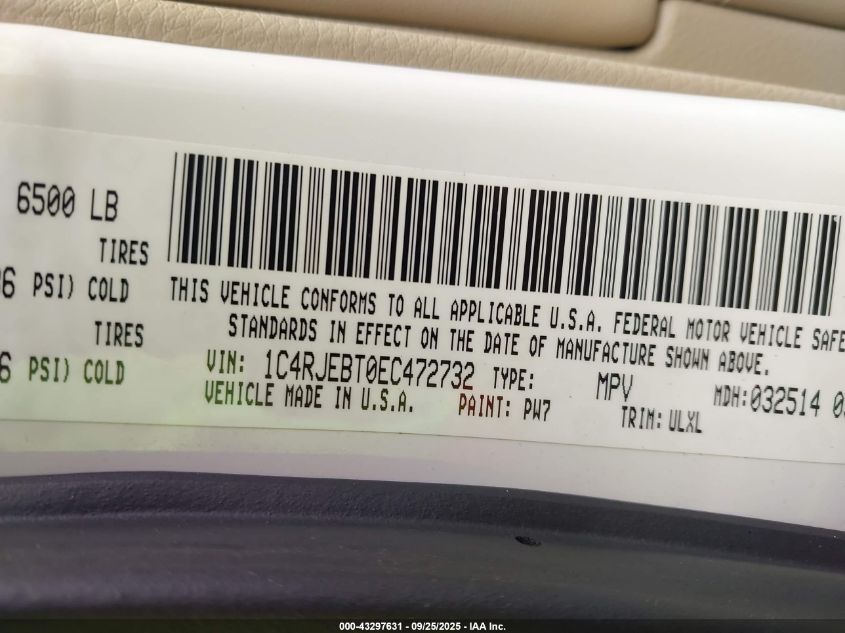 6500 LB
TIRES
PSI) COLD
TIRES
PSI) COLD
THIS VEHICLE CONFORMS TO ALL APPLICABLE U.S.A. FEDERAL MOTOR VEHICLE SAFE
STANDARDS IN EFFECT ON THE DATE OF MANUFACTURE SHOWN ABOVE.
VIN: 1C4RJEBT0EC472732 TYPE: MPV MDH:032514
VEHICLE MADE IN U.S.A. PAINT: PW7 TRIM: ULXL
000-43297631 - 09/25/2025 - IAA Inc.